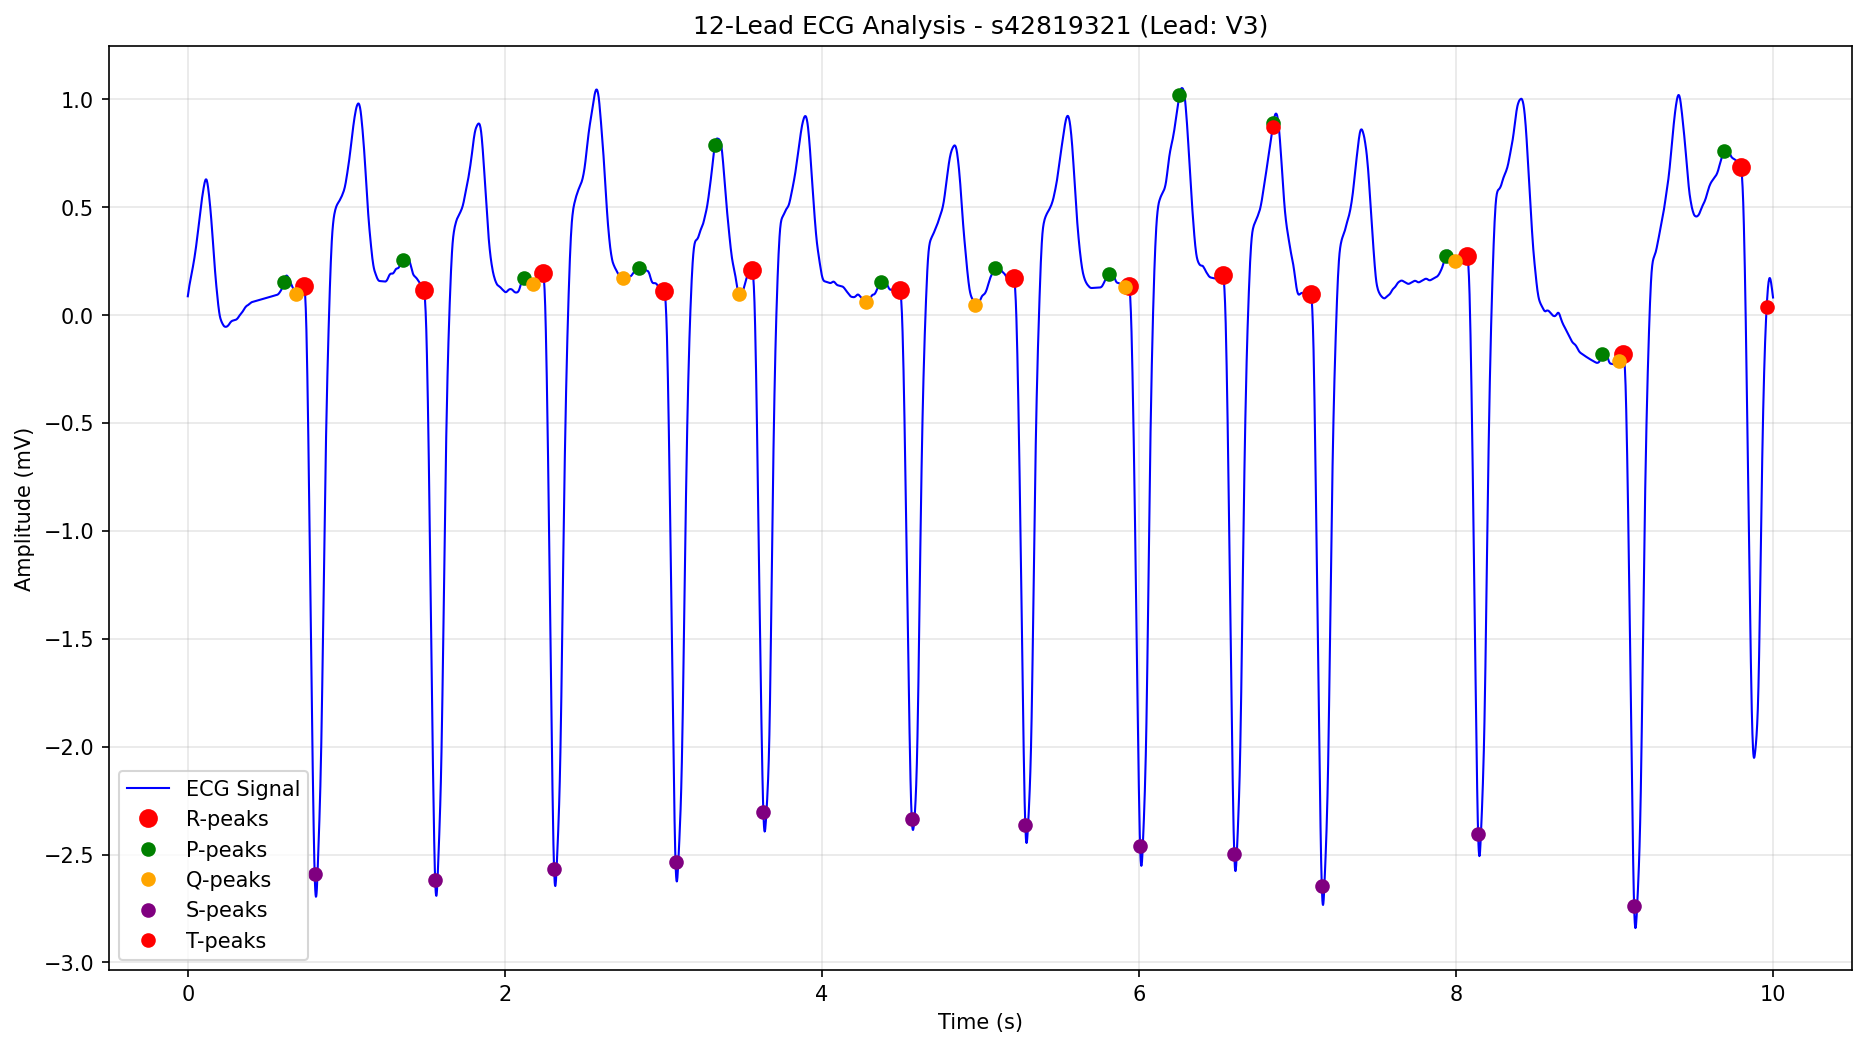 12-Lead ECG Analysis - s42819321 (Lead: V3)
1.0
0.5
0.0
−0.5
−1.0
−1.5
−2.0
−2.5
−3.0
Amplitude (mV)
ECG Signal
R-peaks
P-peaks
Q-peaks
S-peaks
T-peaks
0 2 4 6 8 10
Time (s)